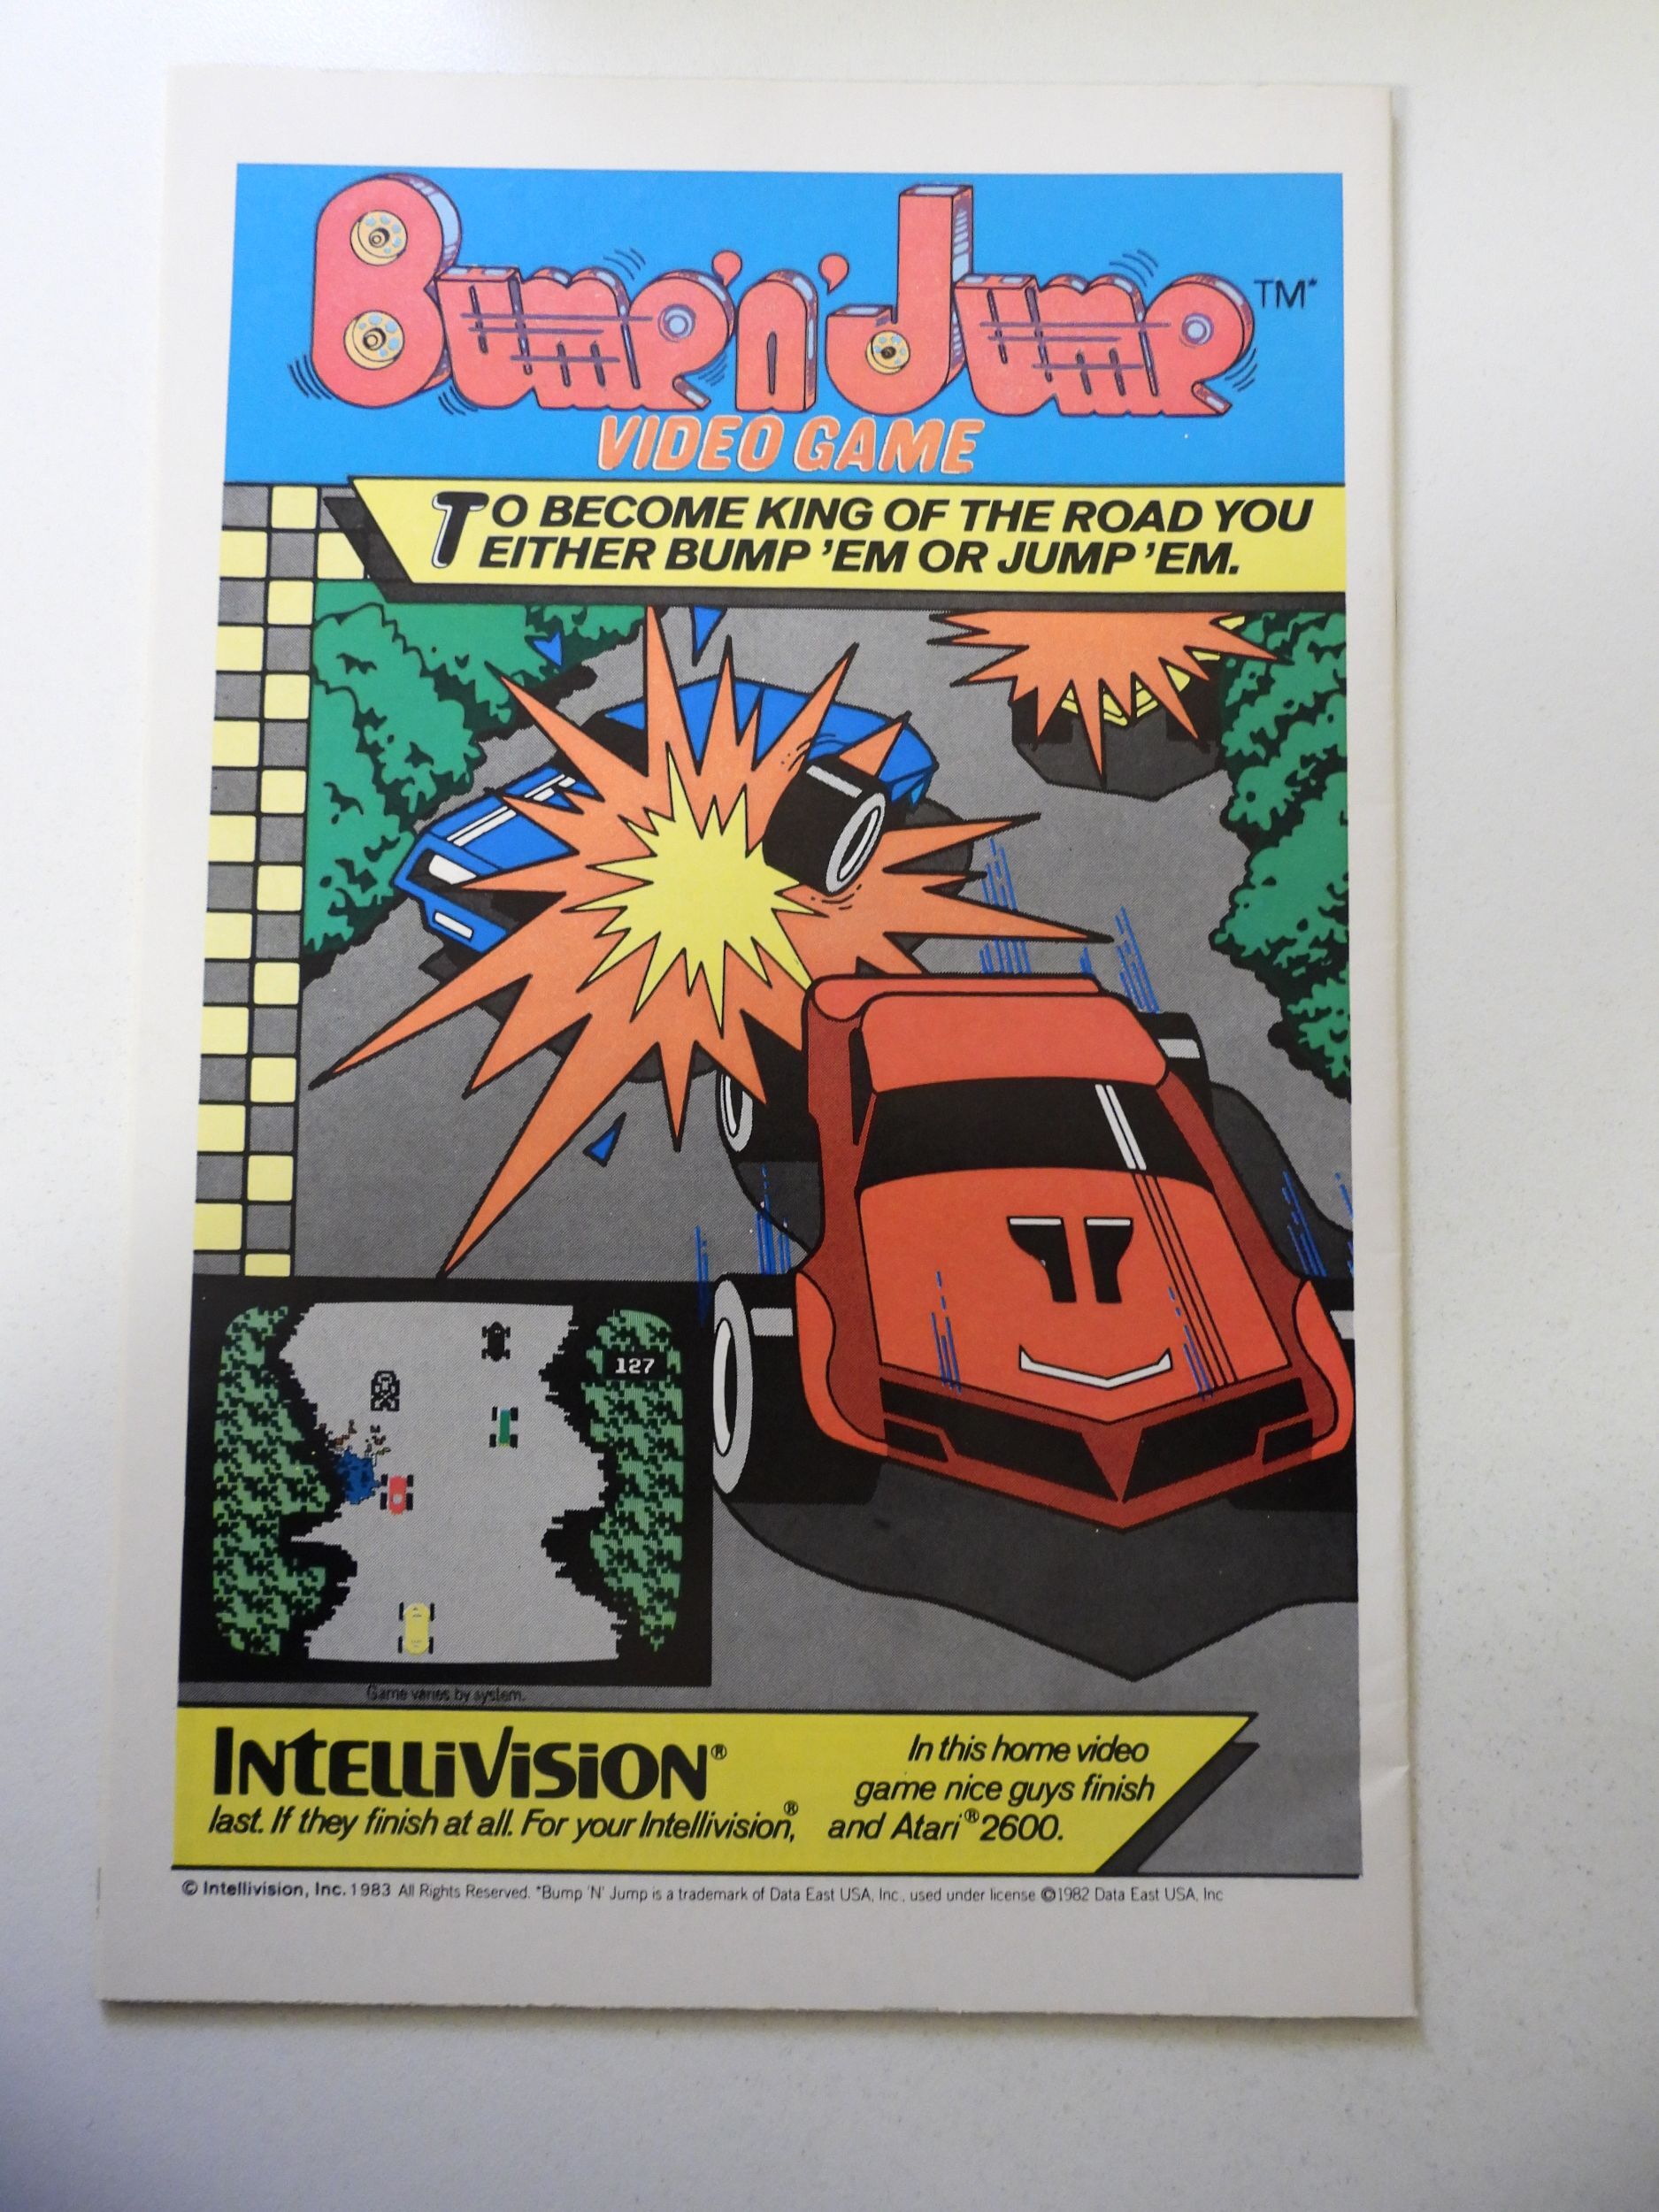 Bump 'n' Jump TM*
VIDEO GAME
TO BECOME KING OF THE ROAD YOU
EITHER BUMP 'EM OR JUMP 'EM.
127
Game varies by system.
INTELLIVISION®
In this home video
game nice guys finish
last. If they finish at all. For your Intellivision,® and Atari® 2600.
© Intellivision, Inc. 1983 All Rights Reserved. *Bump 'N' Jump is a trademark of Data East USA, Inc., used under license ©1982 Data East USA, Inc